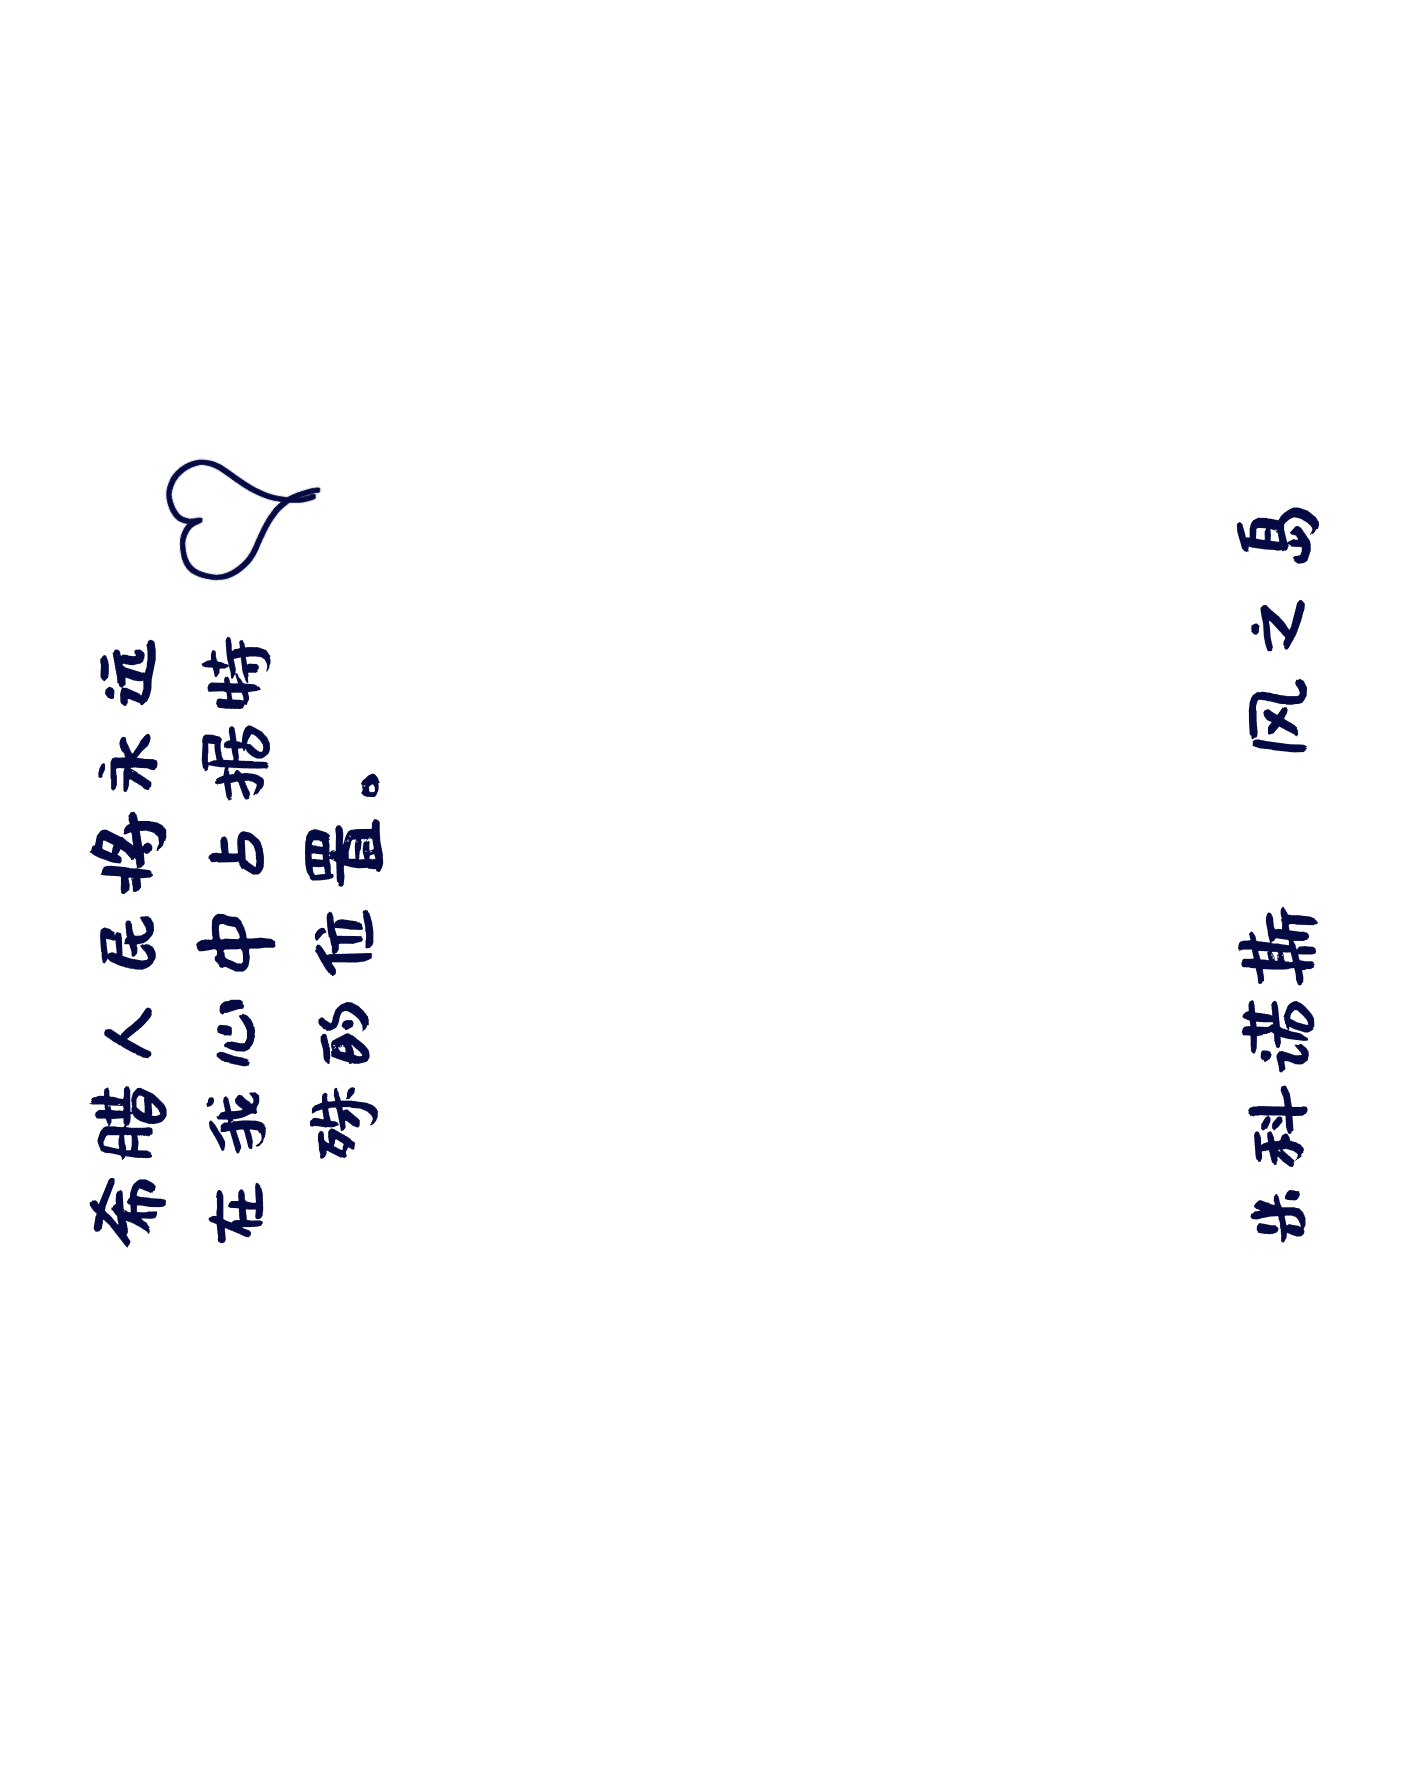 希腊人民将永远
在我心中占据特
殊的位置。
米科诺斯 风之岛